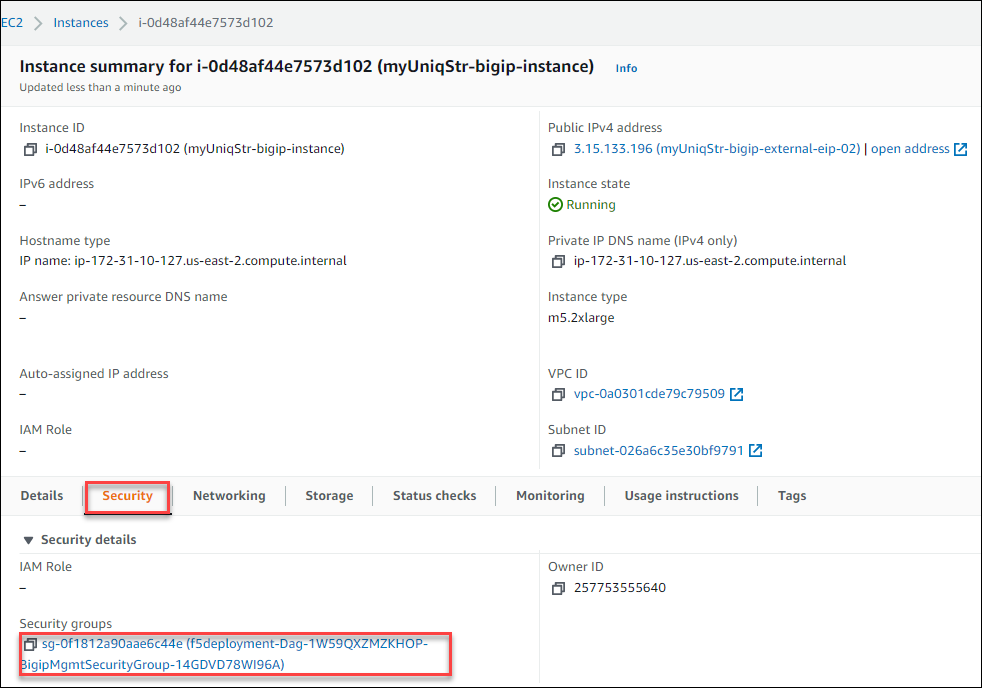 EC2 > Instances > i-0d48af44e7573d102
Instance summary for i-0d48af44e7573d102 (myUniqStr-bigip-instance) Info
Updated less than a minute ago
Instance ID
i-0d48af44e7573d102 (myUniqStr-bigip-instance)
Public IPv4 address
3.15.133.196 (myUniqStr-bigip-external-eip-02) | open address
IPv6 address
–
Instance state
Running
Hostname type
IP name: ip-172-31-10-127.us-east-2.compute.internal
Private IP DNS name (IPv4 only)
ip-172-31-10-127.us-east-2.compute.internal
Answer private resource DNS name
–
Instance type
m5.2xlarge
Auto-assigned IP address
–
VPC ID
vpc-0a0301cde79c79509
IAM Role
–
Subnet ID
subnet-026a6c35e30bf9791
Details Security Networking Storage Status checks Monitoring Usage instructions Tags
Security details
IAM Role
–
Owner ID
257753555640
Security groups
sg-0f1812a90aae6c44e (f5deployment-Dag-1W59QXZMZKHOP-
BigipMgmtSecurityGroup-14GDVD78WI96A)